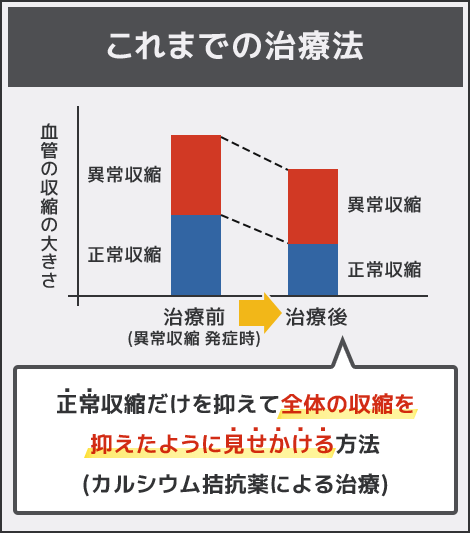 これまでの治療法
血管の収縮の大きさ
異常収縮
正常収縮
異常収縮
正常収縮
治療前
(異常収縮 発症時)
治療後
正常収縮だけを抑えて全体の収縮を
抑えたように見せかける方法
(カルシウム拮抗薬による治療)